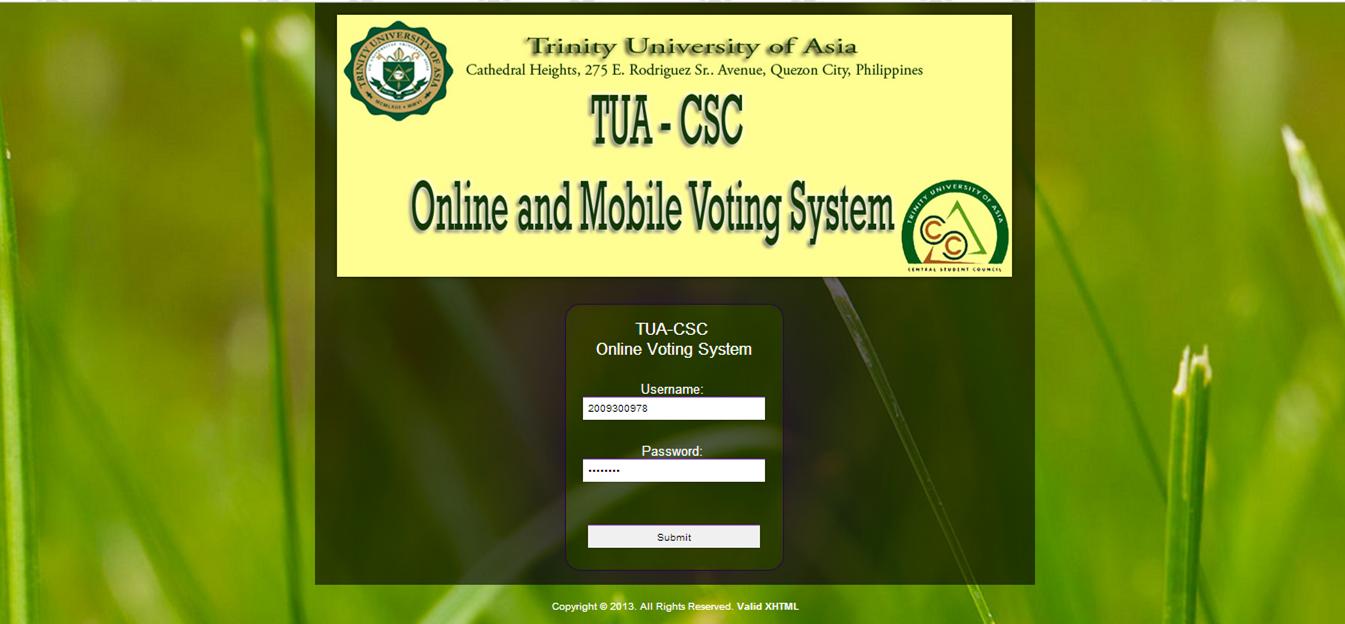 Trinity University of Asia
Cathedral Heights, 275 E. Rodriguez Sr.. Avenue, Quezon City, Philippines
TUA - CSC
Online and Mobile Voting System
TRINITY UNIVERSITY OF ASIA
TRINITY UNIVERSITY OF ASIA
CSC
CENTRAL STUDENT COUNCIL
TUA-CSC
Online Voting System
Username:
2009300978
Password:
••••••••
Submit
Copyright © 2013. All Rights Reserved. Valid XHTML